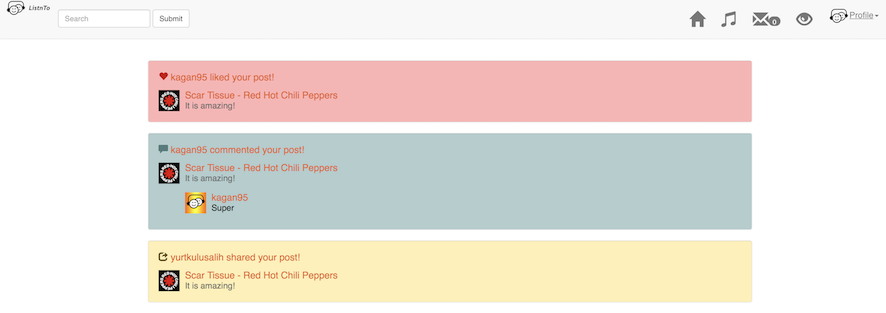 ListnTo
Search
Submit
0
Profile
kagan95 liked your post!
Scar Tissue - Red Hot Chili Peppers
It is amazing!
kagan95 commented your post!
Scar Tissue - Red Hot Chili Peppers
It is amazing!
kagan95
Super
yurtkulusalih shared your post!
Scar Tissue - Red Hot Chili Peppers
It is amazing!